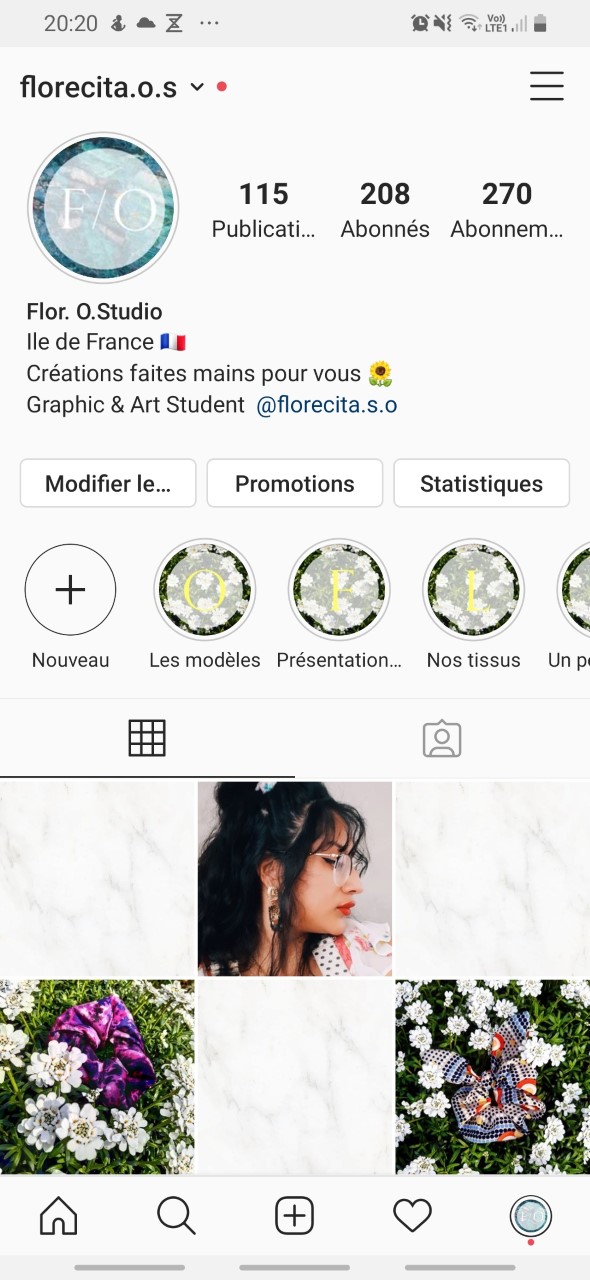 20:20
Vo))
LTE1
florecita.o.s
F/O
115
208
270
Publicati…
Abonnés
Abonnem…
Flor. O.Studio
Ile de France 🇫🇷
Créations faites mains pour vous 🌻
Graphic & Art Student @florecita.s.o
Modifier le…
Promotions
Statistiques
O
F
L
Nouveau
Les modèles
Présentation…
Nos tissus
Un p